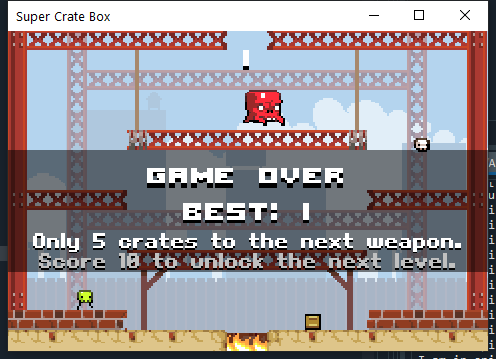 Super Crate Box
GAME OVER
BEST: 1
Only 5 crates to the next weapon.
Score 10 to unlock the next level.